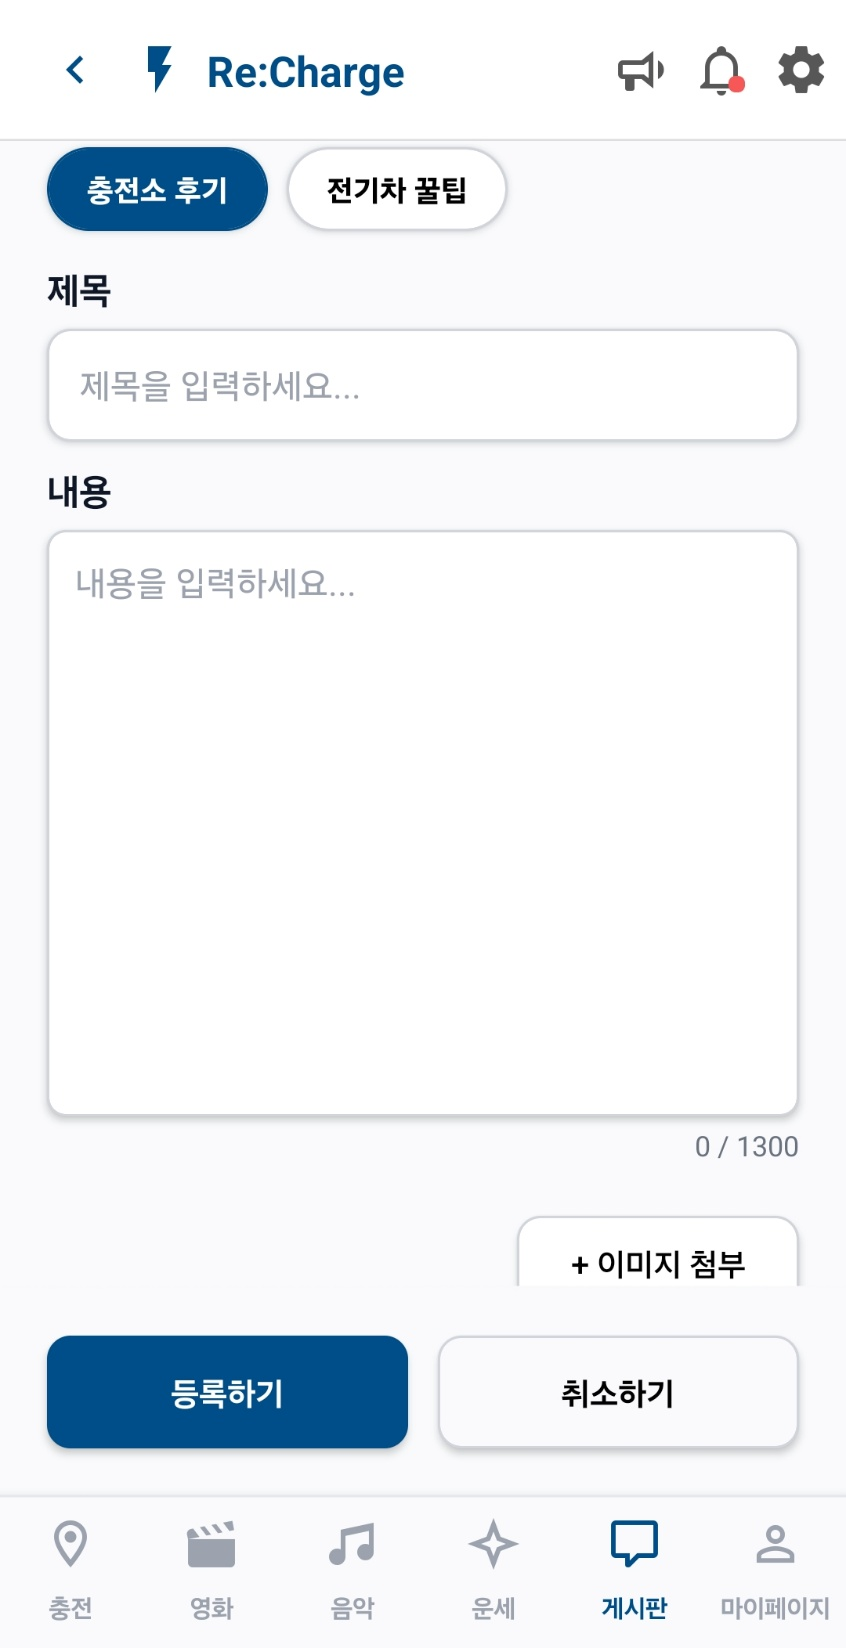 Re:Charge
충전소 후기 전기차 꿀팁
제목
제목을 입력하세요...
내용
내용을 입력하세요...
0 / 1300
+ 이미지 첨부
등록하기 취소하기
충전 영화 음악 운세 게시판 마이페이지